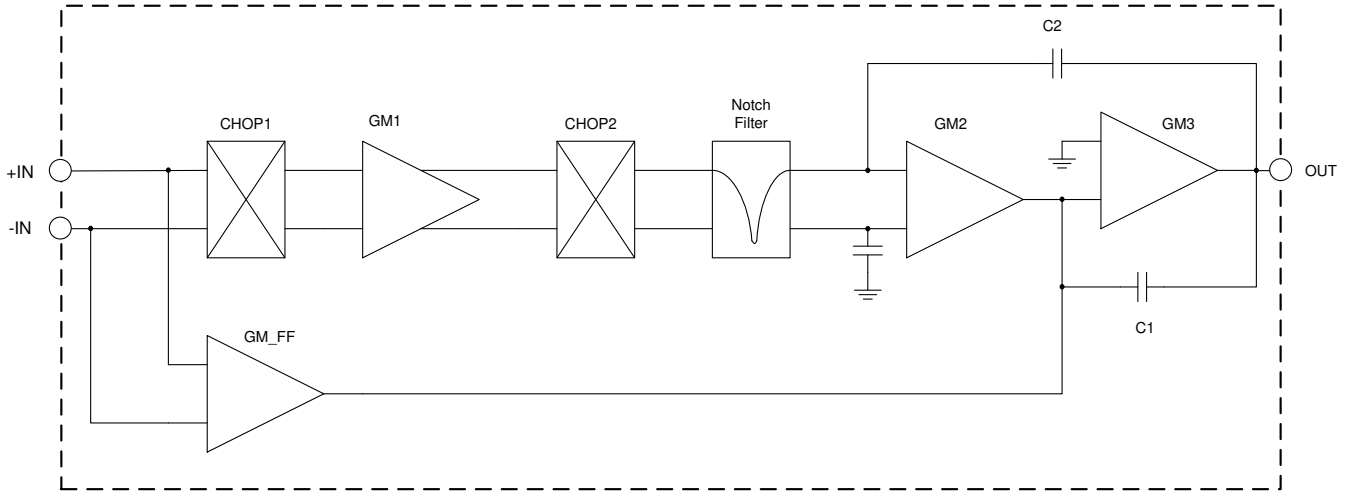 C2
Notch
Filter
CHOP1
GM1
CHOP2
GM2
GM3
+IN
OUT
-IN
C1
GM_FF